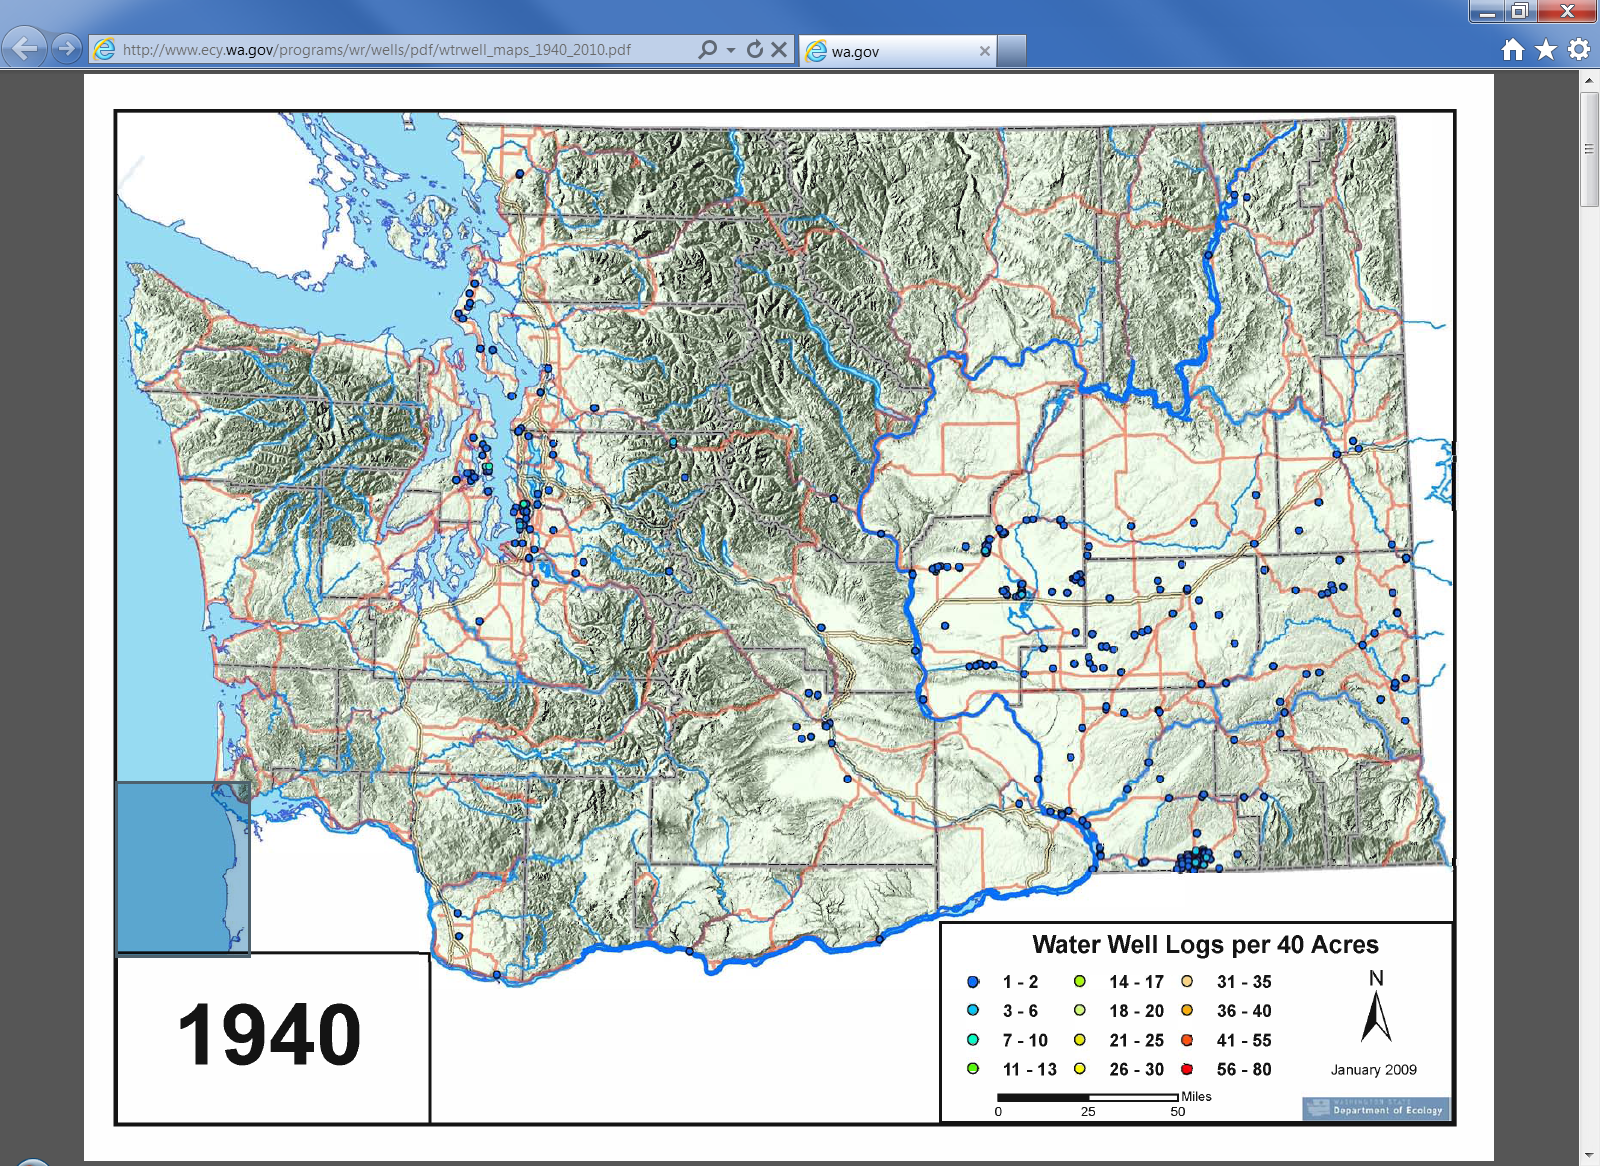 http://www.ecy.wa.gov/programs/wr/wells/pdf/wtrwell_maps_1940_2010.pdf
wa.gov
1940
Water Well Logs per 40 Acres
1 - 2
14 - 17
31 - 35
3 - 6
18 - 20
36 - 40
7 - 10
21 - 25
41 - 55
11 - 13
26 - 30
56 - 80
N
January 2009
Miles
0 25 50
WASHINGTON STATE
Department of Ecology